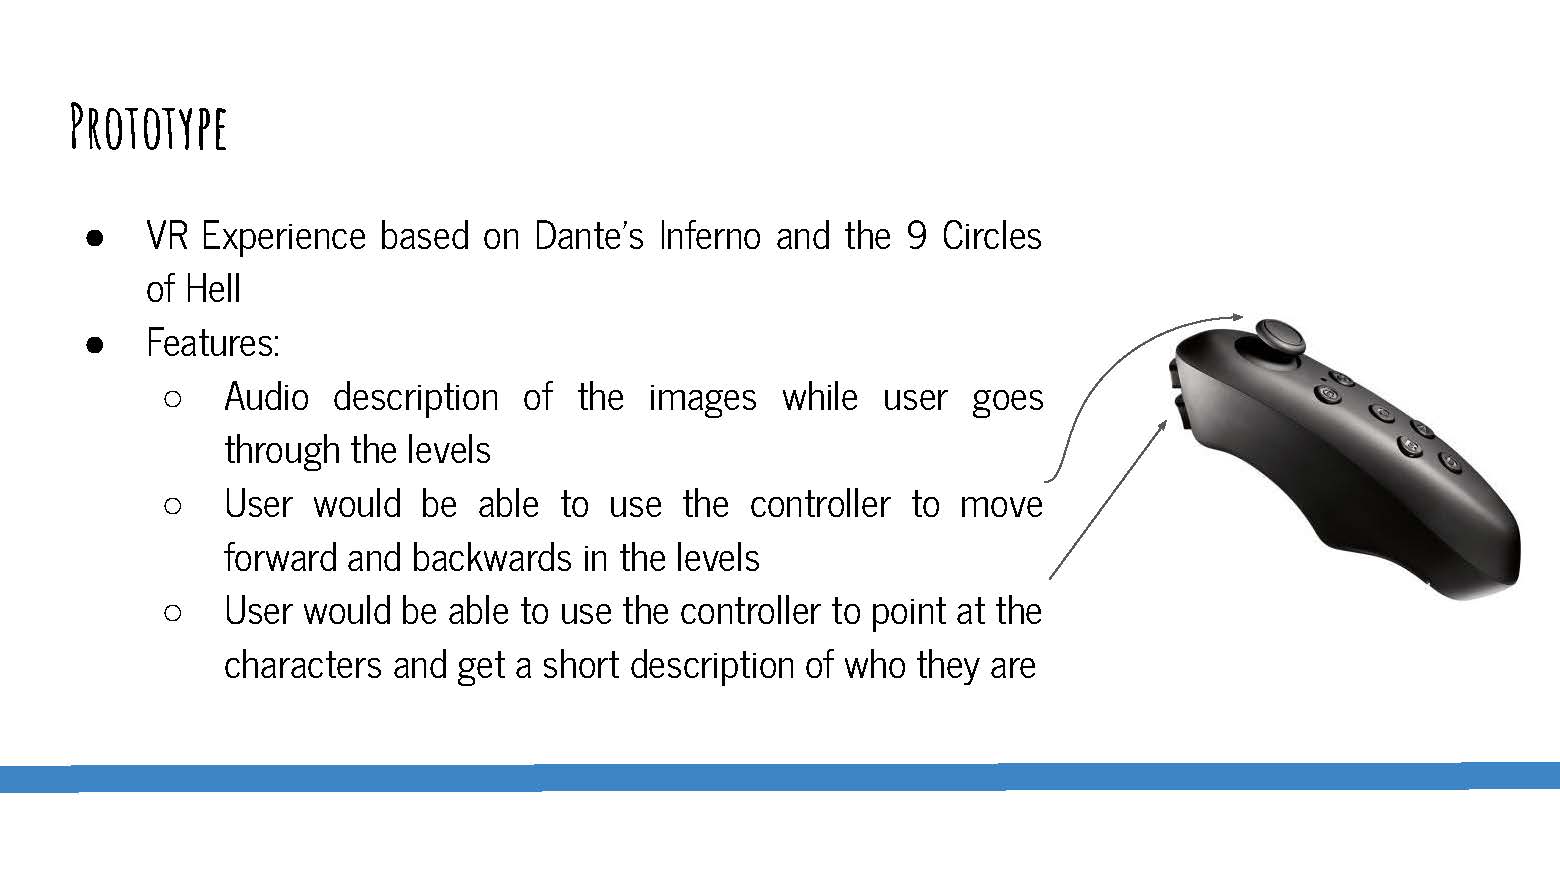 Prototype
● VR Experience based on Dante's Inferno and the 9 Circles
of Hell
● Features:
○ Audio description of the images while user goes
through the levels
○ User would be able to use the controller to move
forward and backwards in the levels
○ User would be able to use the controller to point at the
characters and get a short description of who they are